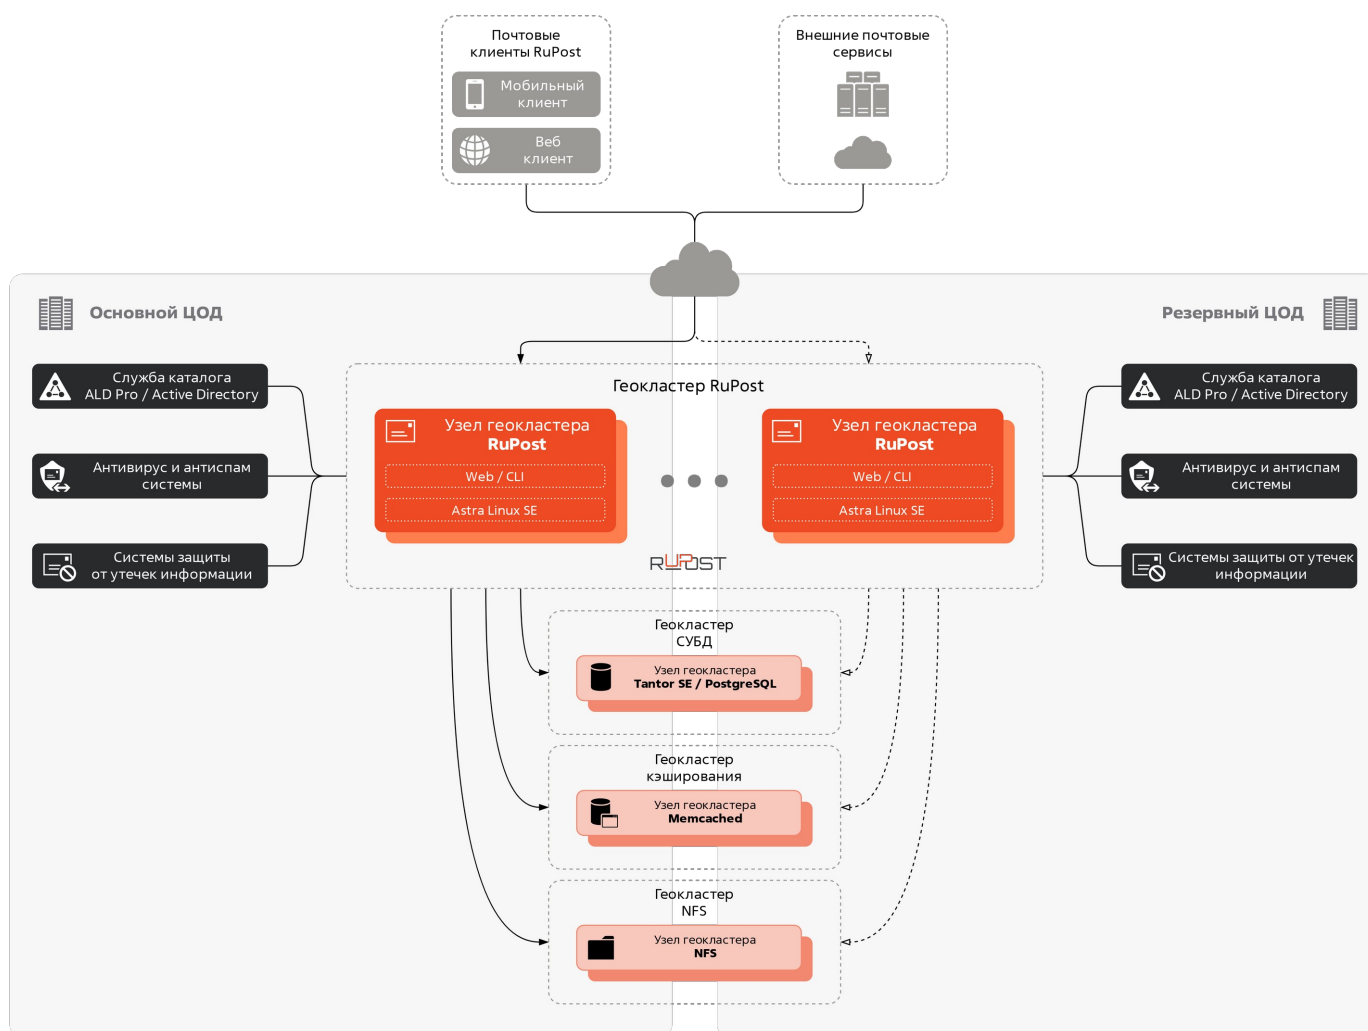 Почтовые
клиенты RuPost
Мобильный
клиент
Веб
клиент
Внешние почтовые
сервисы
Основной ЦОД
Резервный ЦОД
Служба каталога
ALD Pro / Active Directory
Антивирус и антиспам
системы
Системы защиты
от утечек информации
Геокластер RuPost
Узел геокластера
RuPost
Web / CLI
Astra Linux SE
Узел геокластера
RuPost
Web / CLI
Astra Linux SE
RUPOST
Служба каталога
ALD Pro / Active Directory
Антивирус и антиспам
системы
Системы защиты от утечек
информации
Геокластер
СУБД
Узел геокластера
Tantor SE / PostgreSQL
Геокластер
кэширования
Узел геокластера
Memcached
Геокластер
NFS
Узел геокластера
NFS